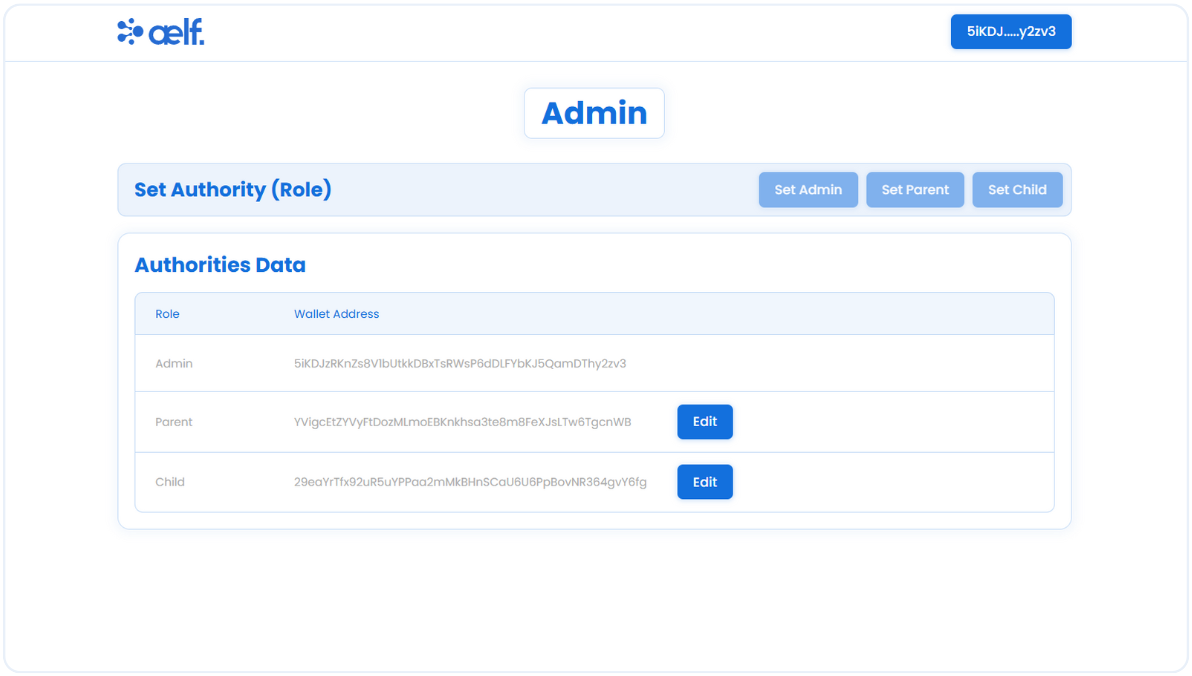 aelf.
5iKDJ.....y2zv3
Admin
Set Authority (Role)
Set Admin
Set Parent
Set Child
Authorities Data
Role Wallet Address
Admin 5iKDJzRKnZs8V1bUtkkDBxTsRWsP6dDLFYbKJ5QamDThy2zv3
Parent YVigcEtZYVyFtDozMLmoEBKnkhsa3te8m8FeXJsLTw6TgcnWB Edit
Child 29eaYrTfx92uR5uYPPaa2mMkBHnSCaU6U6PpBovNR364gvY6fg Edit